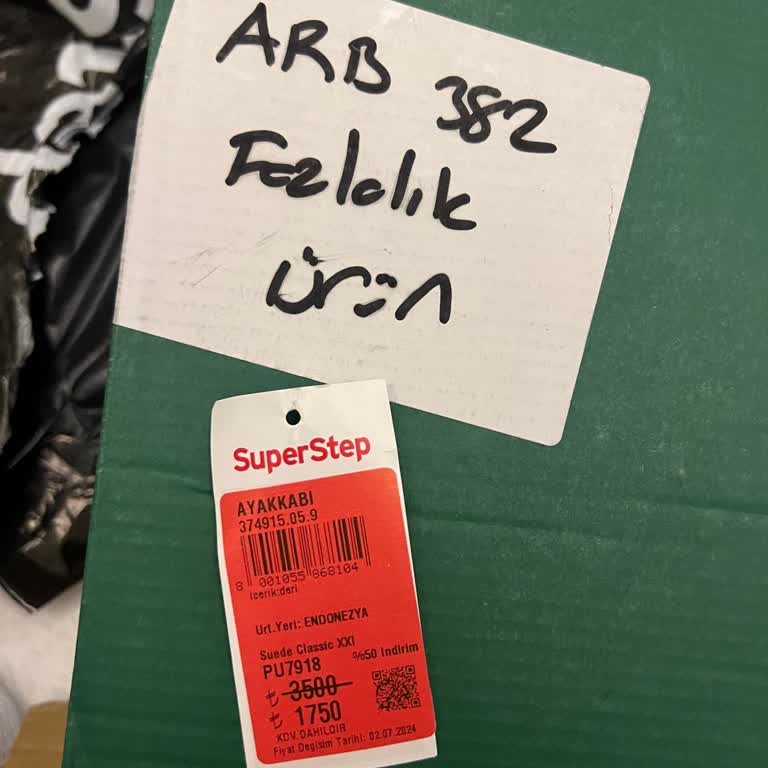 ARB 382
Fazlalık
Ürün
SuperStep
AYAKKABI
374915.05.9
8 001055 868104
icerik:deri
Urt.Yeri: ENDONEZYA
Suede Classic XXI
%50 Indirim
PU7918
₺ 3500
₺ 1750
KDV.DAHILDIR
Fiyat Degisim Tarihi: 02.07.2024